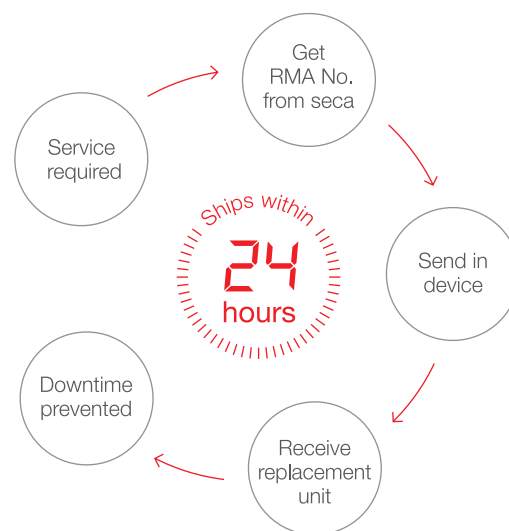 Get
RMA No.
from seca
Service
required
Ships within
24
hours
Send in
device
Downtime
prevented
Receive
replacement
unit